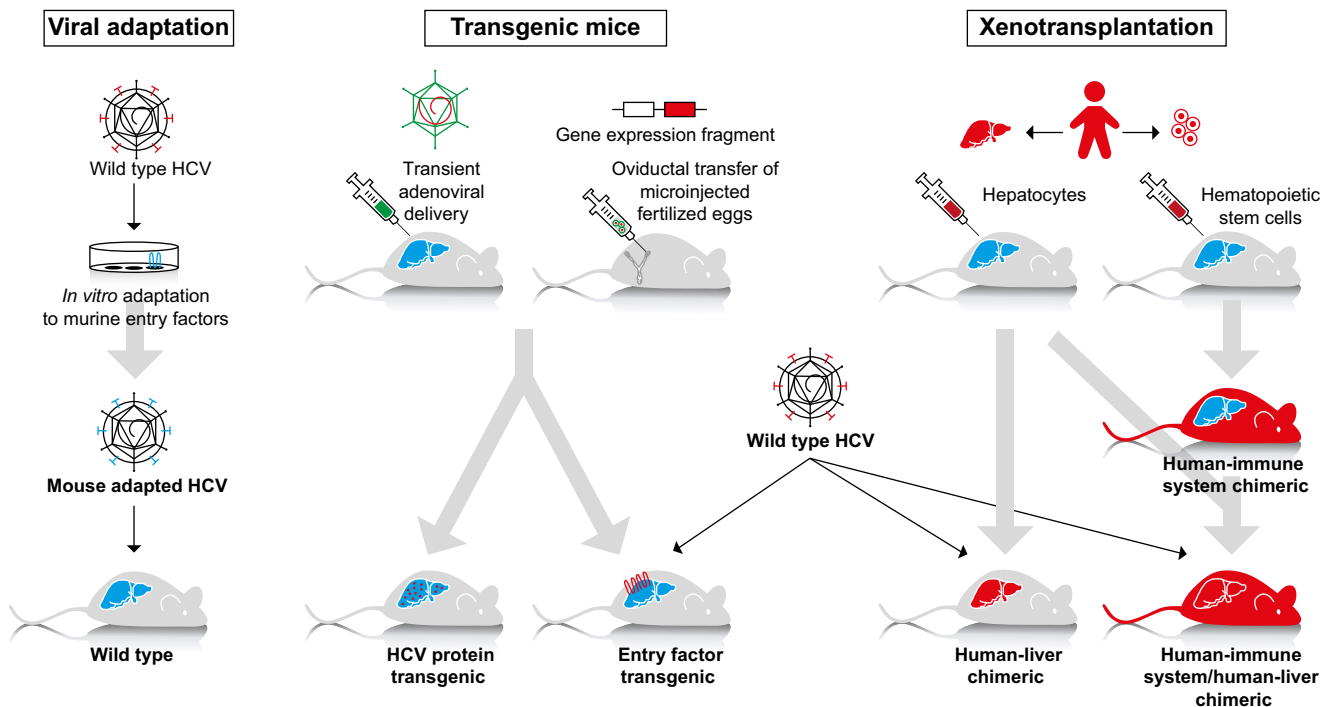 Viral adaptation
Wild type HCV
In vitro adaptation
to murine entry factors
Mouse adapted HCV
Wild type
Transgenic mice
Transient
adenoviral
delivery
Gene expression fragment
Oviductal transfer of
microinjected
fertilized eggs
HCV protein
transgenic
Entry factor
transgenic
Wild type HCV
Xenotransplantation
Hepatocytes
Hematopoietic
stem cells
Human-immune
system chimeric
Human-liver
chimeric
Human-immune
system/human-liver
chimeric